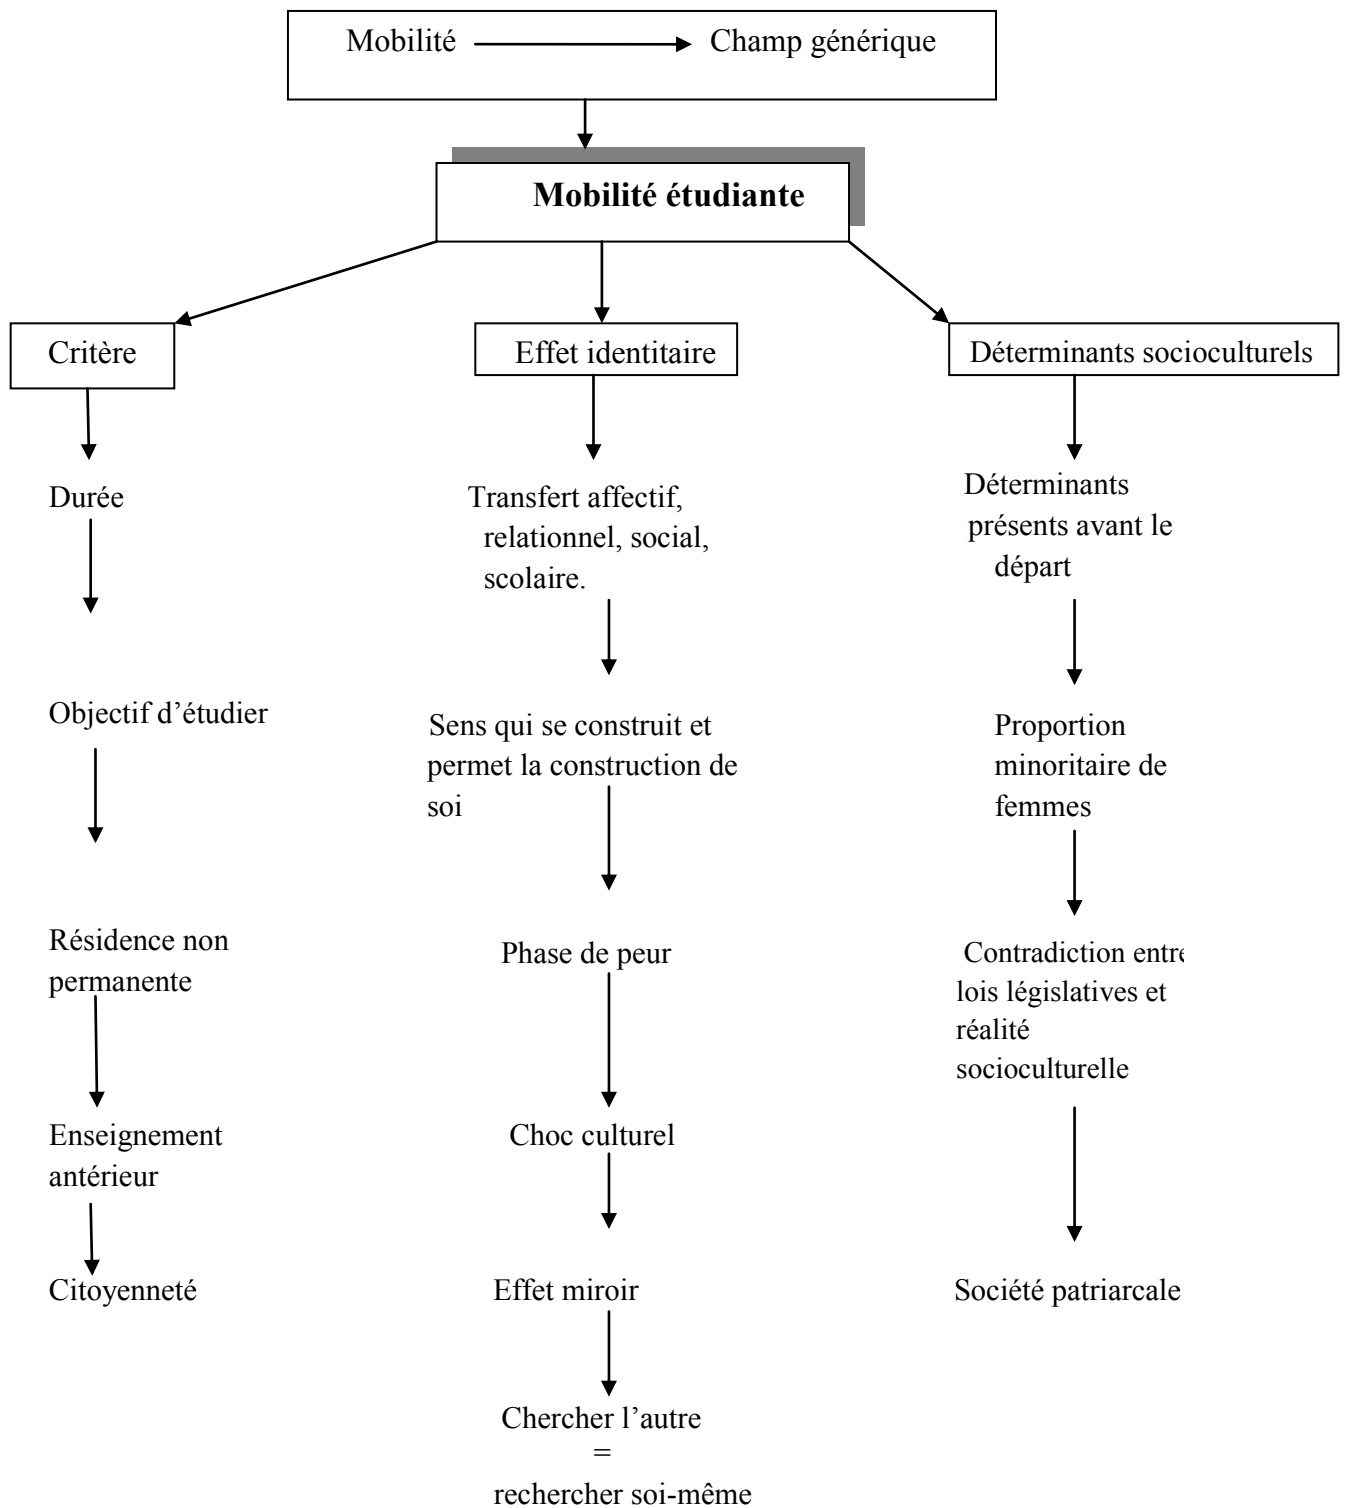 Mobilité Champ générique
Mobilité étudiante
Critère
Durée
Objectif d’étudier
Résidence non
permanente
Enseignement
antérieur
Citoyenneté
Effet identitaire
Transfert affectif,
relationnel, social,
scolaire.
Sens qui se construit et
permet la construction de
soi
Phase de peur
Choc culturel
Effet miroir
Chercher l’autre
=
rechercher soi-même
Déterminants socioculturels
Déterminants
présents avant le
départ
Proportion
minoritaire de
femmes
Contradiction entre
lois législatives et
réalité
socioculturelle
Société patriarcale